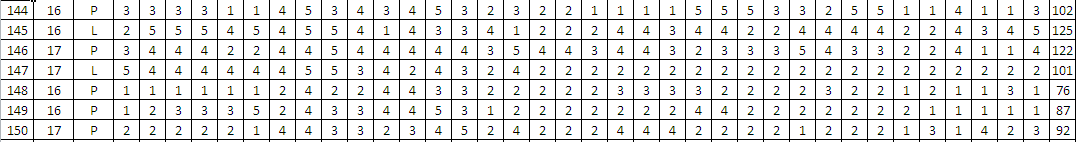 144 16 P 3 3 3 3 1 1 4 5 3 4 3 4 5 3 2 3 2 2 1 1 1 1 5 5 5 3 3 2 5 5 1 1 4 1 1 3 102
145 16 L 2 5 5 5 4 5 4 5 5 4 1 4 3 3 4 1 2 2 2 4 4 3 4 4 2 2 4 4 4 4 2 2 4 3 4 5 125
146 17 P 3 4 4 4 2 2 4 4 5 4 4 4 4 4 3 5 4 4 3 4 4 3 2 3 3 3 5 4 3 3 2 2 4 1 1 4 122
147 17 L 5 4 4 4 4 4 4 5 5 3 4 2 4 3 2 4 2 2 2 2 2 2 2 2 2 2 2 2 2 2 2 2 2 2 2 2 101
148 16 P 1 1 1 1 1 1 2 4 2 2 4 4 3 3 2 2 2 2 2 3 3 3 3 2 2 2 2 3 2 2 1 2 1 1 3 1 76
149 16 P 1 2 3 3 3 5 2 4 3 3 4 4 5 3 1 2 2 2 2 2 2 2 4 4 2 2 2 2 2 2 2 1 1 1 1 1 87
150 17 P 2 2 2 2 2 1 4 4 3 3 2 3 4 5 2 4 2 2 2 4 4 4 2 2 2 2 1 2 2 2 1 3 1 4 2 3 92